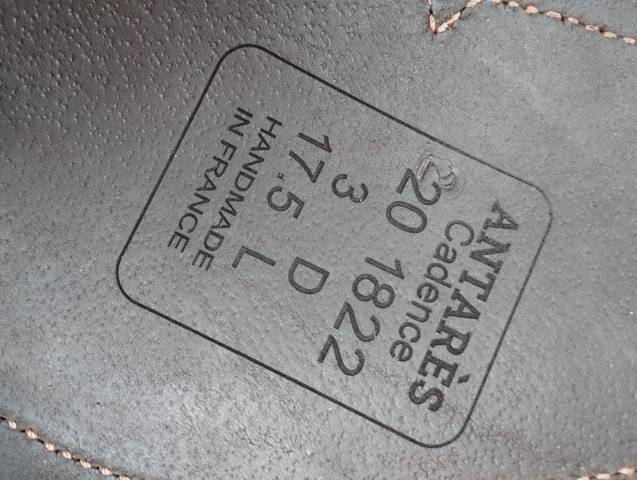 ANTARÈS
Cadence
20 1822
3 D
17.5 L
HANDMADE
IN FRANCE